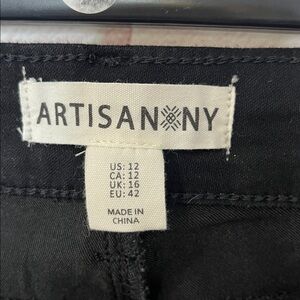 ARTISAN NY
US: 12
CA: 12
UK: 16
EU: 42
MADE IN
CHINA